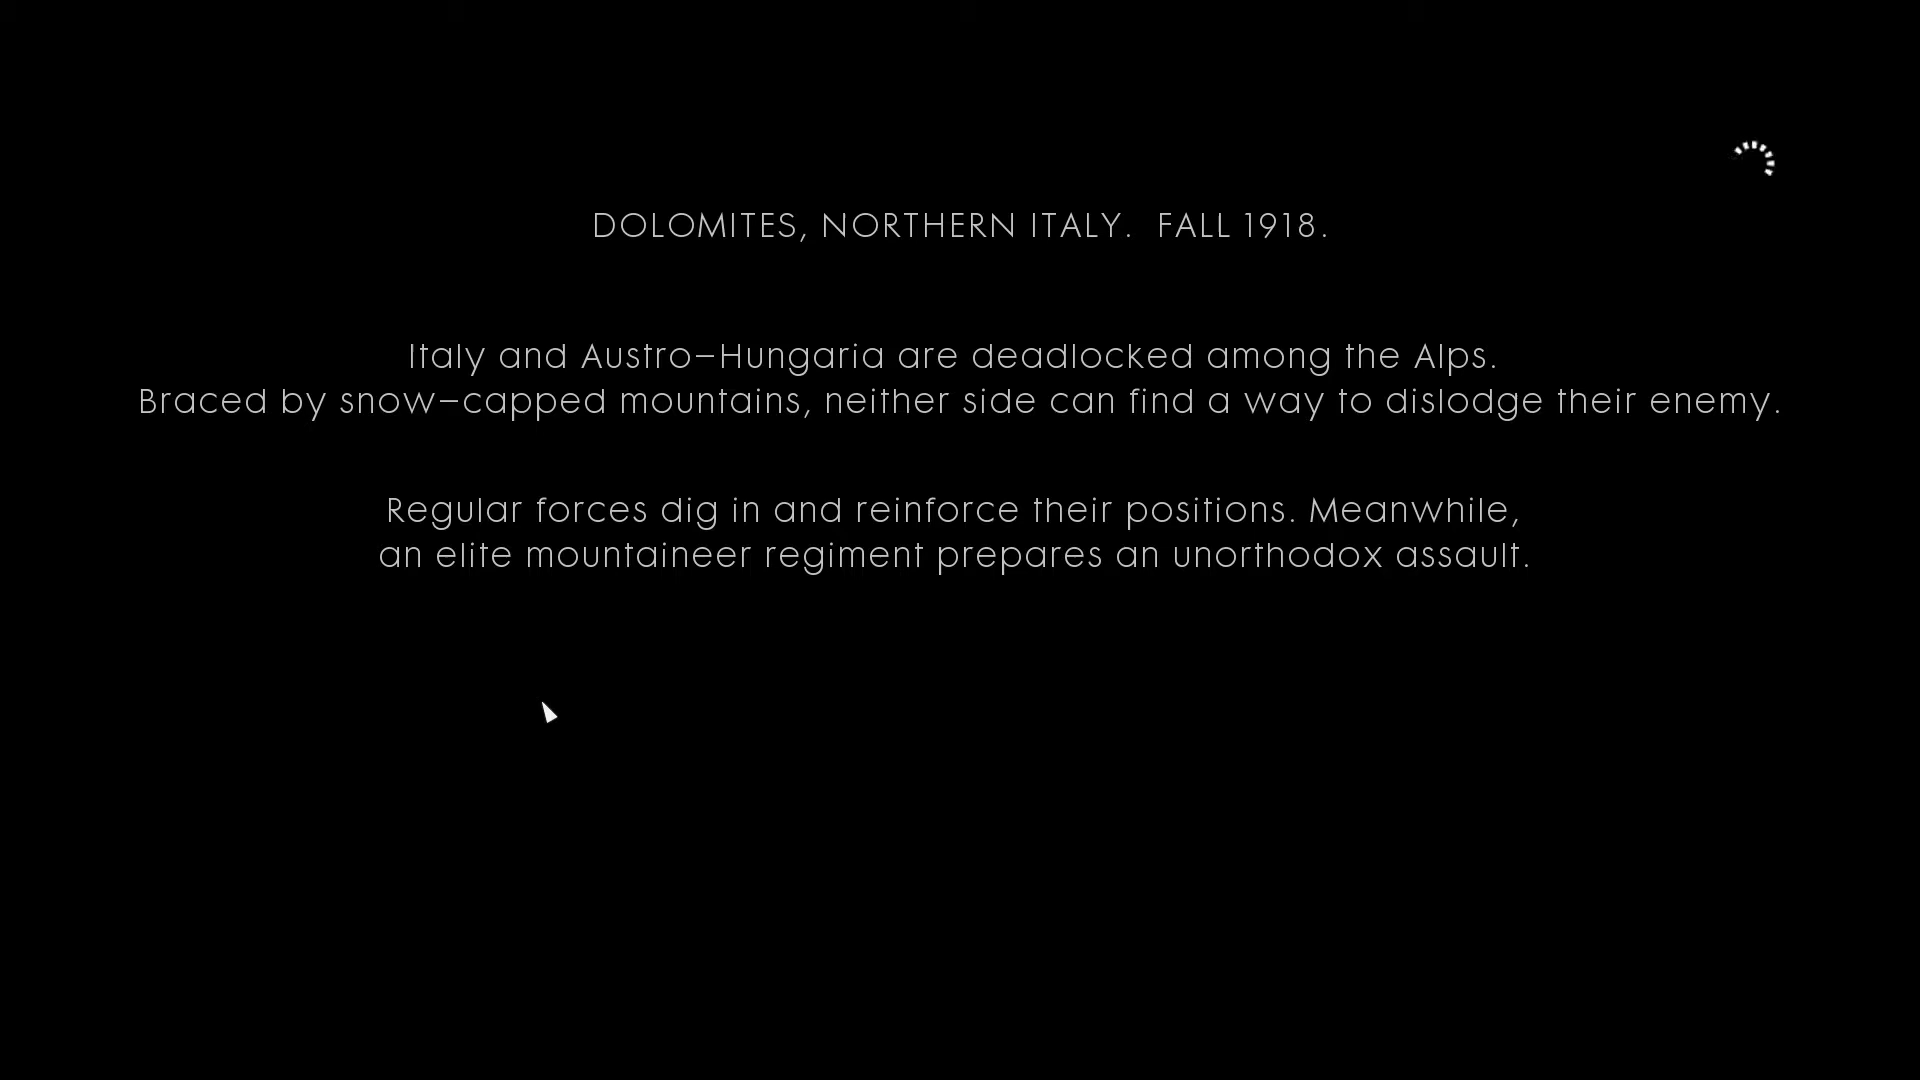 DOLOMITES, NORTHERN ITALY.  FALL 1918.
Italy and Austro-Hungaria are deadlocked among the Alps.
Braced by snow-capped mountains, neither side can find a way to dislodge their enemy.
Regular forces dig in and reinforce their positions. Meanwhile,
an elite mountaineer regiment prepares an unorthodox assault.